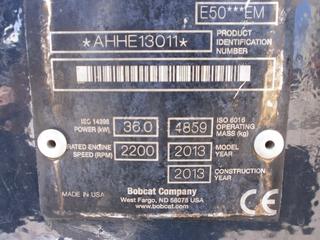 E50***EM
*AHHE13011*
PRODUCT
IDENTIFICATION
NUMBER
ISO 14396
POWER (kW)
36.0
4859
ISO 6016
OPERATING
MASS (kg)
RATED ENGINE
SPEED (RPM)
2200
2013
MODEL
YEAR
2013
CONSTRUCTION
YEAR
MADE IN USA
Bobcat Company
West Fargo, ND 58078 USA
www.bobcat.com
CE